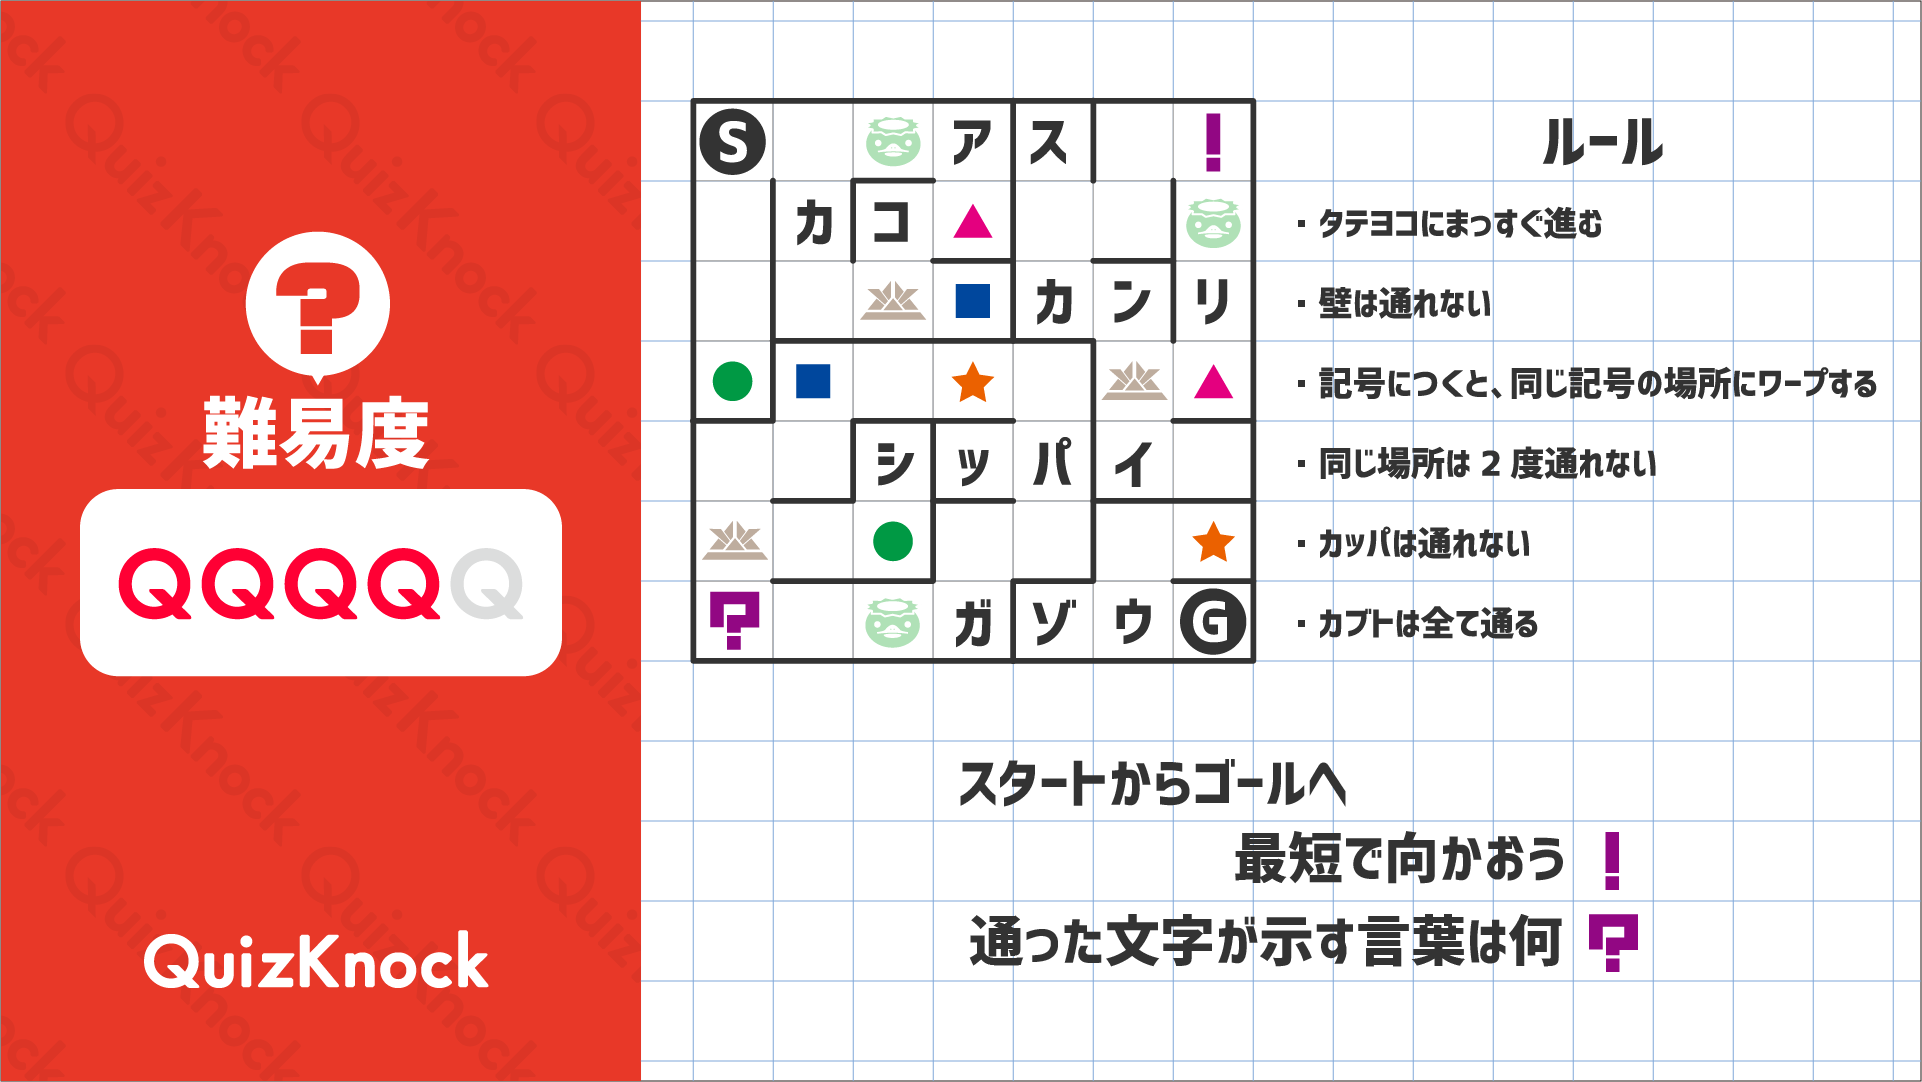 難易度
QQQQQ
QuizKnock
S ア ス !
カ コ
カ ン リ
シ ッ パ イ
? ガ ゾ ウ G
ルール
・タテヨコにまっすぐ進む
・壁は通れない
・記号につくと、同じ記号の場所にワープする
・同じ場所は 2 度通れない
・カッパは通れない
・カブトは全て通る
スタートからゴールへ
最短で向かおう！
通った文字が示す言葉は何？